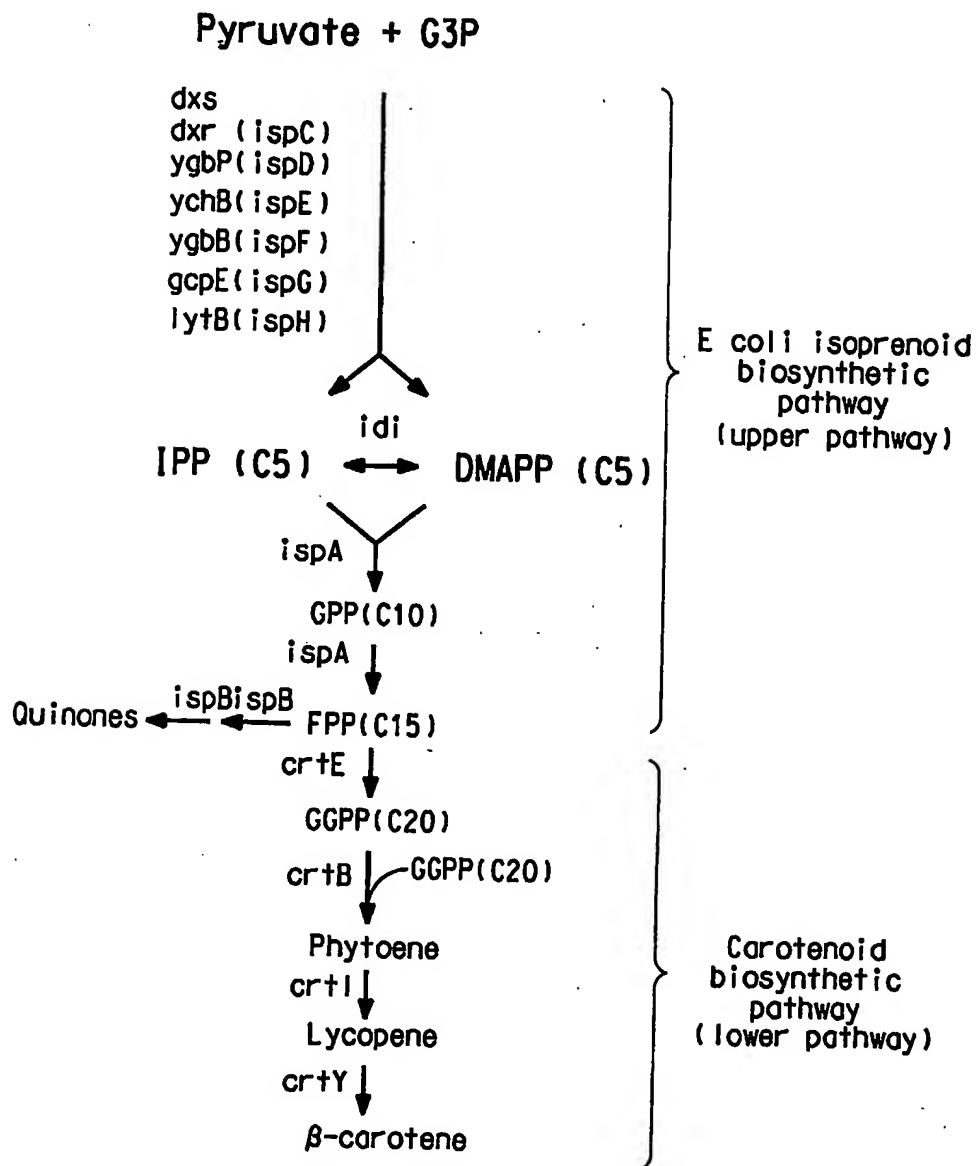 Pyruvate + G3P
dxs
dxr (ispC)
ygbP(ispD)
ychB(ispE)
ygbB(ispF)
gcpE(ispG)
lytB(ispH)
E coli isoprenoid
biosynthetic
pathway
(upper pathway)
idi
IPP (C5)
DMAPP (C5)
ispA
GPP(C10)
ispA
Quinones
ispBispB
FPP(C15)
crtE
GGPP(C20)
crtB
GGPP(C20)
Phytoene
crtI
Lycopene
crtY
β-carotene
Carotenoid
biosynthetic
pathway
(lower pathway)